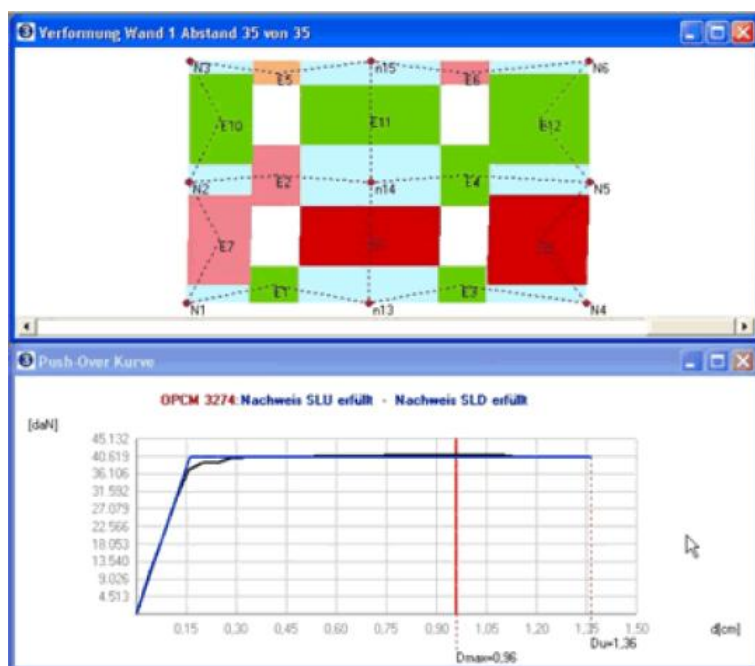 Verformung Wand 1 Abstand 35 von 35
N3 n15 N6
E5 E6
E10 E11 E12
E2 E4
N2 n14 N5
E7
E1 E3
N1 n13 N4
Push-Over Kurve
OPCM 3274: Nachweis SLU erfüllt - Nachweis SLD erfüllt
[daN]
45.132
40.619
36.106
31.592
27.079
22.566
18.053
13.540
9.026
4.513
0,15 0,30 0,45 0,60 0,75 0,90 1,05 1,20 1,35 1,50 d[cm]
Du=1,36
Dmax=0,96